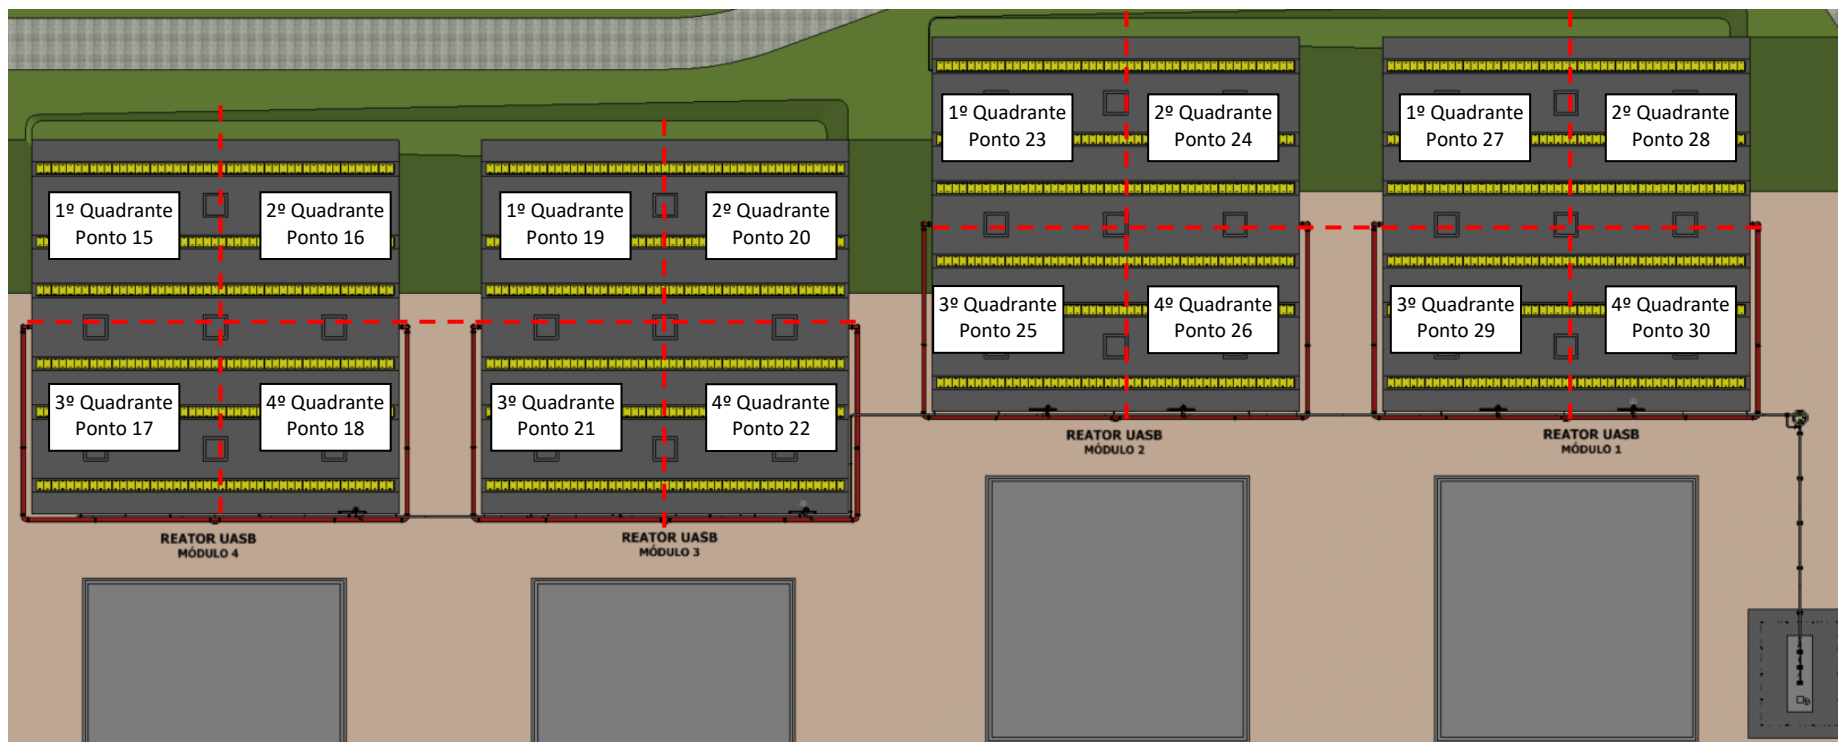 1º Quadrante
Ponto 15
2º Quadrante
Ponto 16
3º Quadrante
Ponto 17
4º Quadrante
Ponto 18
REATOR UASB
MÓDULO 4
1º Quadrante
Ponto 19
2º Quadrante
Ponto 20
3º Quadrante
Ponto 21
4º Quadrante
Ponto 22
REATOR UASB
MÓDULO 3
1º Quadrante
Ponto 23
2º Quadrante
Ponto 24
3º Quadrante
Ponto 25
4º Quadrante
Ponto 26
REATOR UASB
MÓDULO 2
1º Quadrante
Ponto 27
2º Quadrante
Ponto 28
3º Quadrante
Ponto 29
4º Quadrante
Ponto 30
REATOR UASB
MÓDULO 1